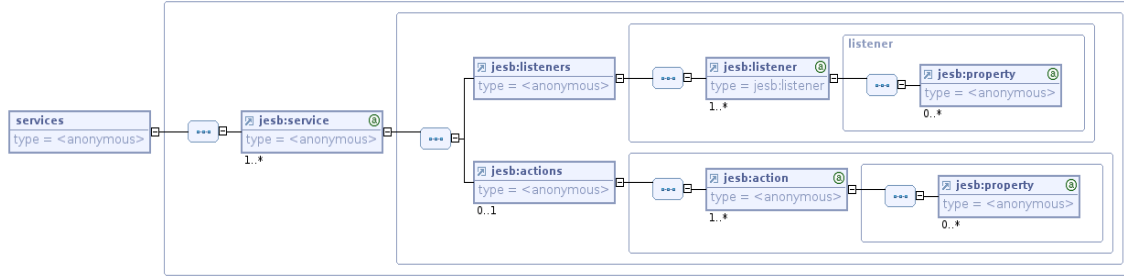 listener
jesb:listeners
type = <anonymous>
jesb:listener
a
type = jesb:listener
1..*
jesb:property
a
type = <anonymous>
0..*
services
type = <anonymous>
jesb:service
a
type = <anonymous>
1..*
jesb:actions
type = <anonymous>
0..1
jesb:action
a
type = <anonymous>
1..*
jesb:property
a
type = <anonymous>
0..*